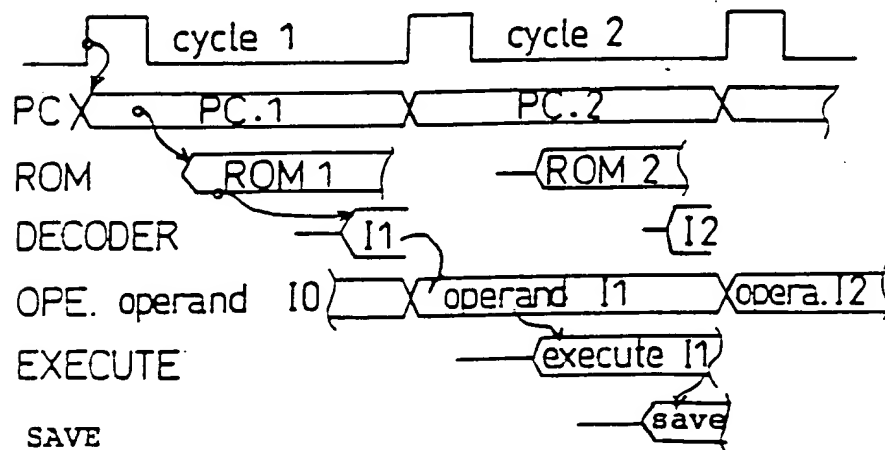 cycle 1 cycle 2
PC PC.1 PC.2
ROM ROM 1 ROM 2
DECODER I1 I2
OPE. operand I0 operand I1 opera.I2
EXECUTE execute I1
save
SAVE